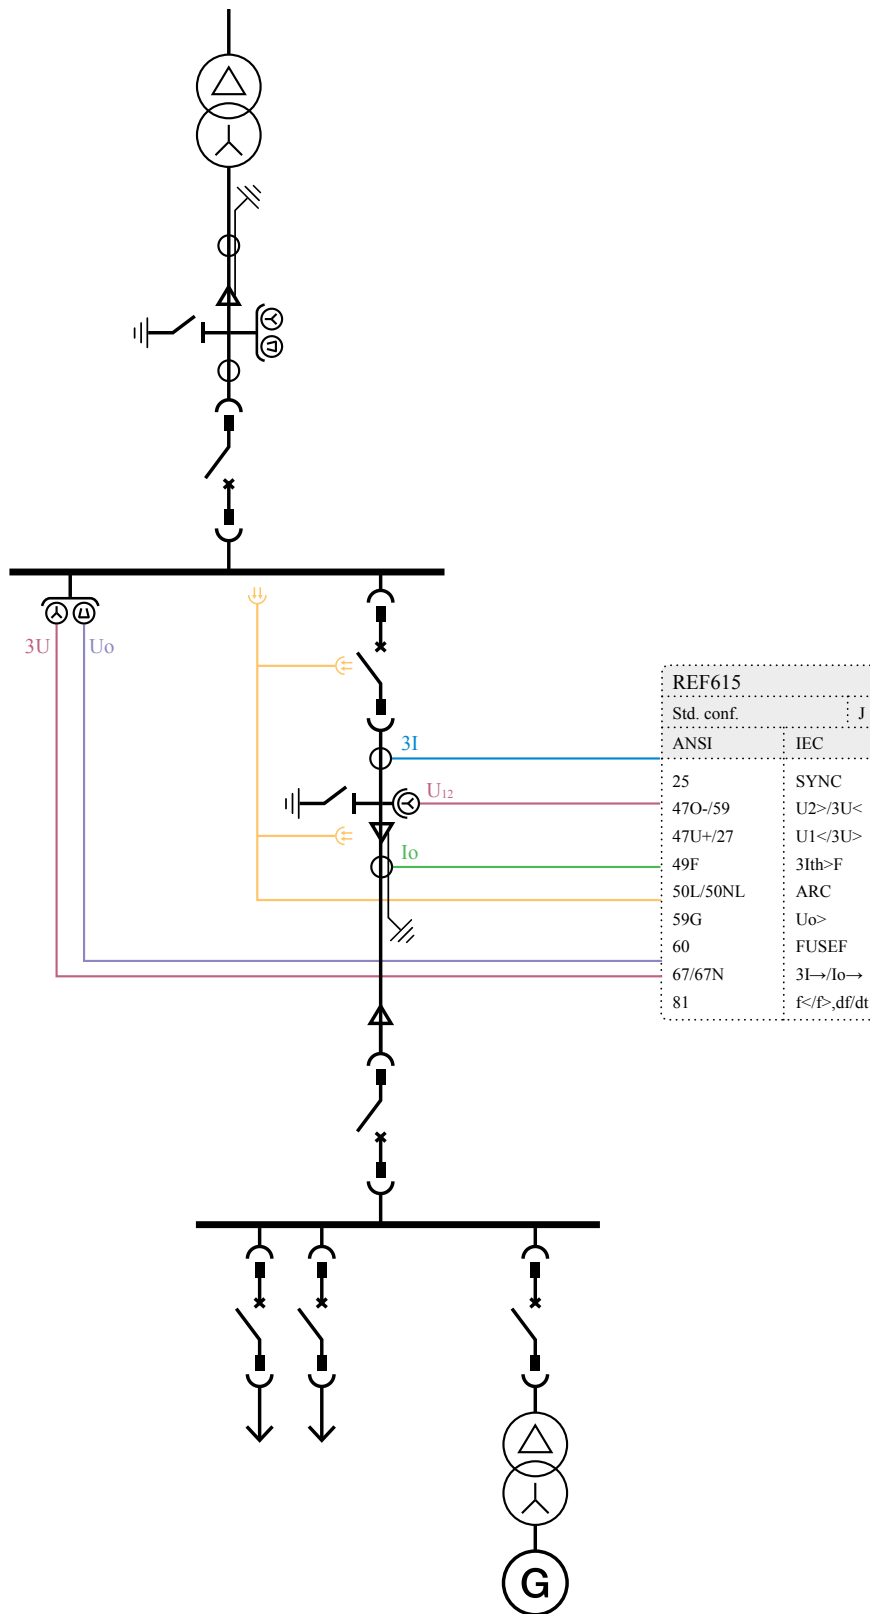 3U
Uo
3I
U12
Io
REF615
Std. conf. J
ANSI IEC
25 SYNC
47O-/59 U2>/3U<
47U+/27 U1</3U>
49F 3Ith>F
50L/50NL ARC
59G Uo>
60 FUSEF
67/67N 3I→/Io→
81 f</f>,df/dt
G